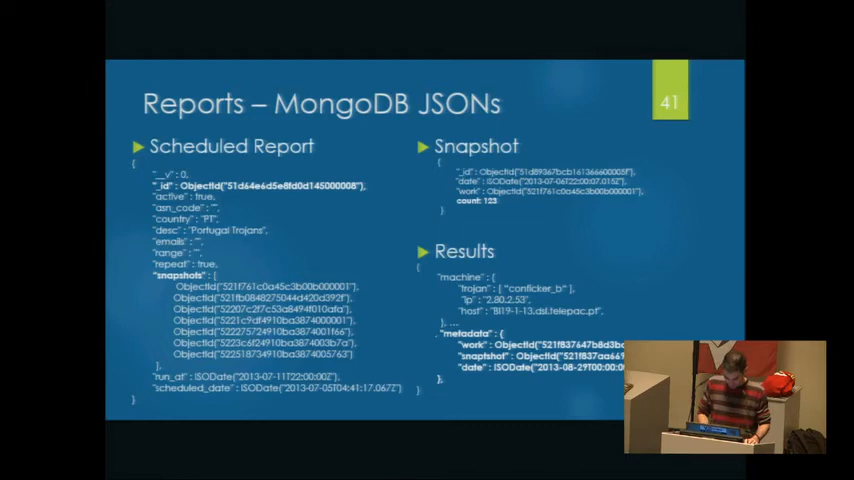 Reports – MongoDB JSONs
41
Scheduled Report
{
"__v" : 0,
"_id" : ObjectId("51d64e6d5e8fd0d145000008"),
"active" : true,
"asn_code" : "",
"country" : "PT",
"desc" : "Portugal Trojans",
"emails" : "",
"range" : "",
"repeat" : true,
"snapshots" : [
ObjectId("521f761c0a45c3b00b000001"),
ObjectId("521fb0848275044d420d392f"),
ObjectId("52207c2f7c53a8494f010afa"),
ObjectId("5221c9df4910ba3874000001"),
ObjectId("522275724910ba3874001f66"),
ObjectId("5223c6f24910ba3874003b7a"),
ObjectId("522518734910ba3874005763")
],
"run_at" : ISODate("2013-07-11T22:00:00Z"),
"scheduled_date" : ISODate("2013-07-05T04:41:17.067Z")
}
Snapshot
{
"_id" : ObjectId("51d89367bcb161366600005f"),
"date" : ISODate("2013-07-06T22:00:07.015Z"),
"work" : ObjectId("521f761c0a45c3b00b000001"),
count: 123
}
Results
{
"machine" : {
"trojan" : [ "conficker_b" ],
"ip" : "2.80.2.53",
"host" : "Bl19-1-13.dsl.telepac.pt",
}, ...
"metadata" : {
"work" : ObjectId("521f837647b8d3ba
"snaptshot" : ObjectId("521f837aa669
"date" : ISODate("2013-08-29T00:00:0
},
}